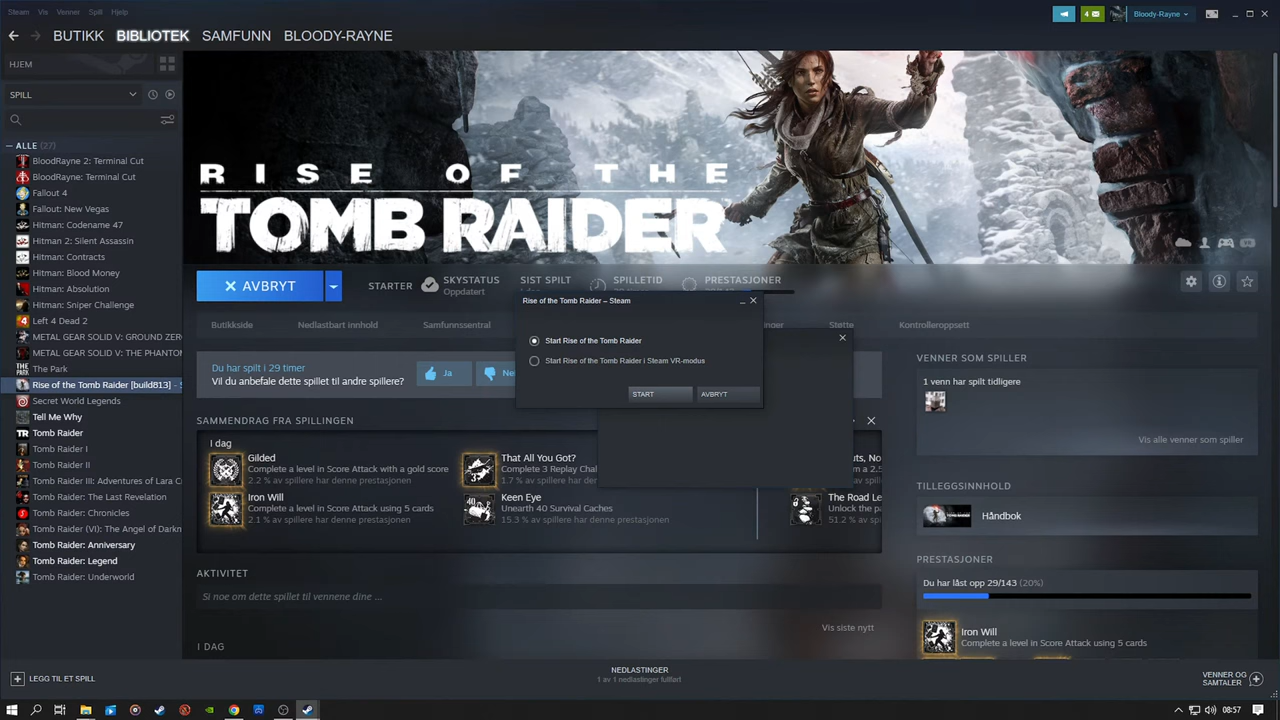 Steam Vis Venner Spill Hjelp
4
Bloody-Rayne
BUTIKK BIBLIOTEK SAMFUNN BLOODY-RAYNE
HJEM
SPILL
ALLE (27)
BloodRayne 2: Terminal Cut
BloodRayne: Terminal Cut
Fallout 4
Fallout: New Vegas
Hitman: Codename 47
Hitman 2: Silent Assassin
Hitman: Contracts
Hitman: Blood Money
Hitman: Absolution
Hitman: Sniper Challenge
Left 4 Dead 2
METAL GEAR SOLID V: GROUND ZERO
METAL GEAR SOLID V: THE PHANTOM
The Park
Rise of the Tomb Raider [build813] - S
Secret World Legends
Tell Me Why
Tomb Raider
Tomb Raider I
Tomb Raider II
Tomb Raider III: Adventures of Lara C
Tomb Raider: The Last Revelation
Tomb Raider: Chronicles
Tomb Raider (VI): The Angel of Darkn
Tomb Raider: Anniversary
Tomb Raider: Legend
Tomb Raider: Underworld
RISE OF THE
TOMB RAIDER
AVBRYT
STARTER
SKYSTATUS
Oppdatert
SIST SPILT
SPILLETID
PRESTASJONER
Butikkside Nedlastbart innhold Samfunnssentral Støtte Kontrolleroppsett
Rise of the Tomb Raider – Steam
Start Rise of the Tomb Raider
Start Rise of the Tomb Raider i Steam VR-modus
START AVBRYT
Du har spilt i 29 timer
Vil du anbefale dette spillet til andre spillere?
Ja
Ne
SAMMENDRAG FRA SPILLINGEN
I dag
Gilded
Complete a level in Score Attack with a gold score
2.2 % av spillere har denne prestasjonen
Iron Will
Complete a level in Score Attack using 5 cards
2.1 % av spillere har denne prestasjonen
That All You Got?
Complete 3 Replay Chal
1.7 % av spillere har denne
Keen Eye
Unearth 40 Survival Caches
15.3 % av spillere har denne prestasjonen
uts, No
m a 2.5
% av spi
The Road Le
Unlock the pa
51.2 % av sp
AKTIVITET
Si noe om dette spillet til vennene dine ...
Vis siste nytt
I DAG
VENNER SOM SPILLER
1 venn har spilt tidligere
Vis alle venner som spiller
TILLEGGSINNHOLD
Håndbok
PRESTASJONER
Du har låst opp 29/143 (20%)
Iron Will
Complete a level in Score Attack using 5 cards
LEGG TIL ET SPILL
NEDLASTINGER
1 av 1 nedlastinger fullført
VENNER OG
SAMTALER
08:57